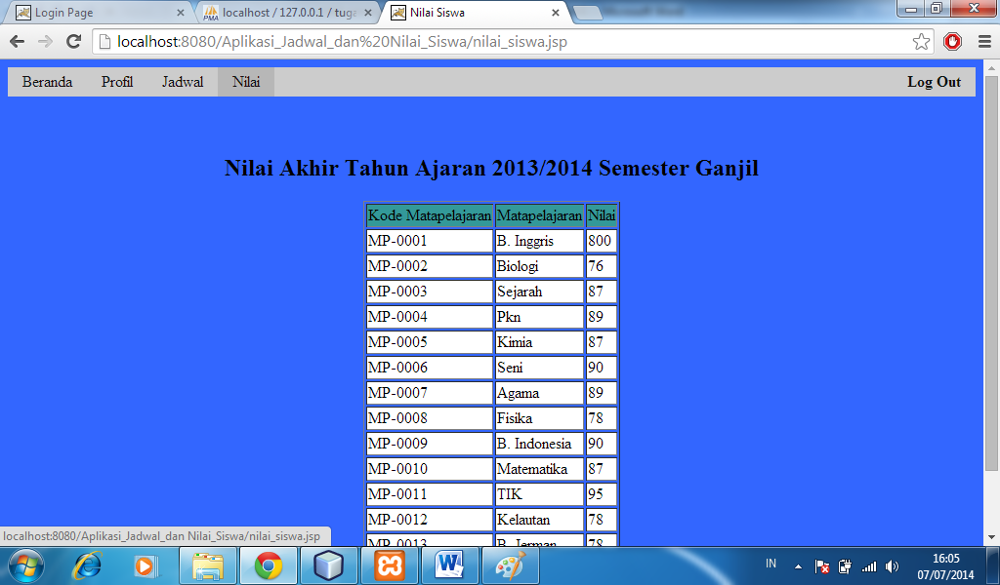 Login Page
localhost / 127.0.0.1 / tuga
Nilai Siswa
localhost:8080/Aplikasi_Jadwal_dan%20Nilai_Siswa/nilai_siswa.jsp
Beranda Profil Jadwal Nilai Log Out
Nilai Akhir Tahun Ajaran 2013/2014 Semester Ganjil
Kode Matapelajaran Matapelajaran Nilai
MP-0001 B. Inggris 800
MP-0002 Biologi 76
MP-0003 Sejarah 87
MP-0004 Pkn 89
MP-0005 Kimia 87
MP-0006 Seni 90
MP-0007 Agama 89
MP-0008 Fisika 78
MP-0009 B. Indonesia 90
MP-0010 Matematika 87
MP-0011 TIK 95
MP-0012 Kelautan 78
MP-0013 B. Jerman 78
localhost:8080/Aplikasi_Jadwal_dan Nilai_Siswa/nilai_siswa.jsp
IN
16:05
07/07/2014